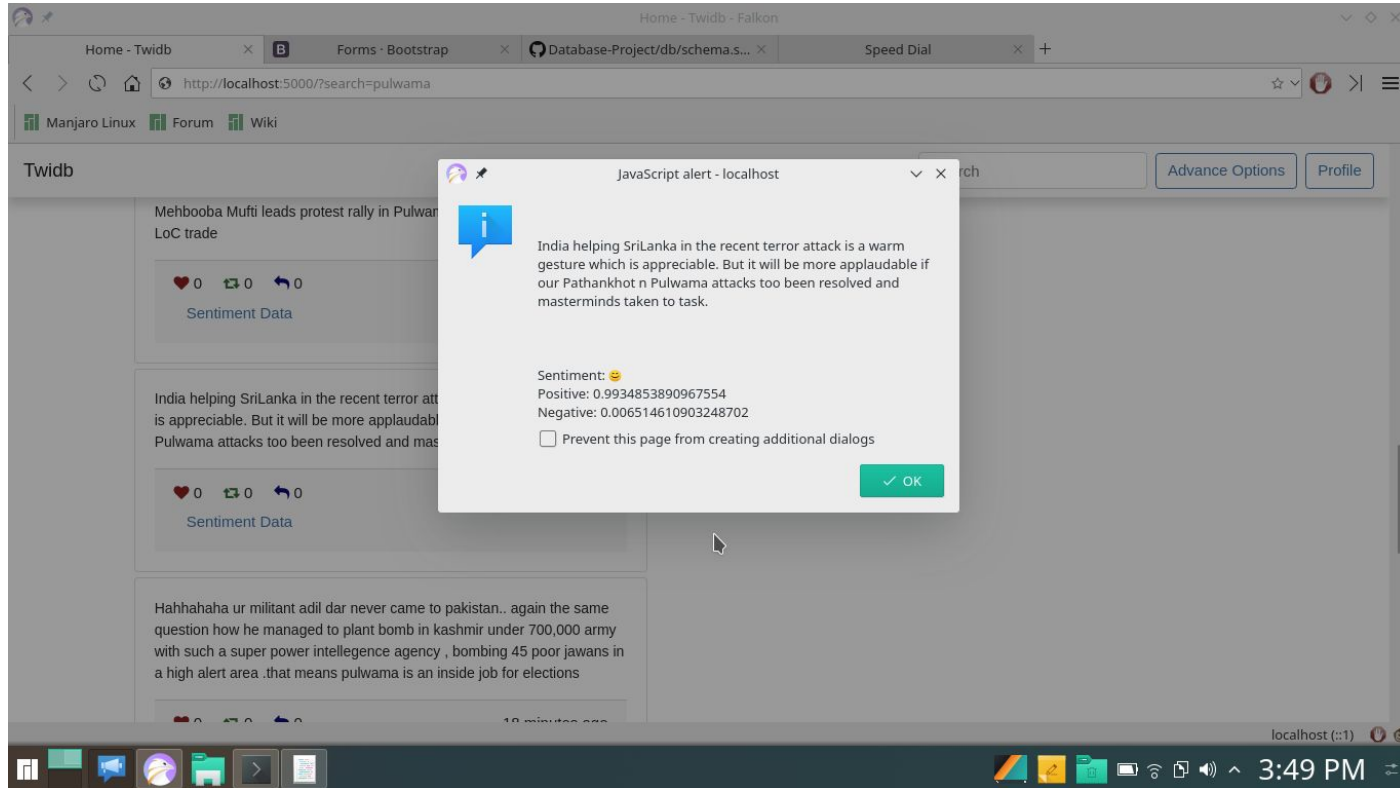 Home - Twidb - Falkon
Home - Twidb
B
Forms · Bootstrap
Database-Project/db/schema.s...
Speed Dial
http://localhost:5000/?search=pulwama
Manjaro Linux
Forum
Wiki
Twidb
rch
Advance Options
Profile
JavaScript alert - localhost
Mehbooba Mufti leads protest rally in Pulwam
LoC trade
0 0 0
Sentiment Data
India helping SriLanka in the recent terror attack is a warm
gesture which is appreciable. But it will be more applaudable if
our Pathankhot n Pulwama attacks too been resolved and
masterminds taken to task.
Sentiment: 😊
Positive: 0.9934853890967554
Negative: 0.006514610903248702
Prevent this page from creating additional dialogs
OK
India helping SriLanka in the recent terror att
is appreciable. But it will be more applaudabl
Pulwama attacks too been resolved and mas
0 0 0
Sentiment Data
Hahhahaha ur militant adil dar never came to pakistan.. again the same
question how he managed to plant bomb in kashmir under 700,000 army
with such a super power intellegence agency , bombing 45 poor jawans in
a high alert area .that means pulwama is an inside job for elections
0 0 0
localhost (::1)
3:49 PM